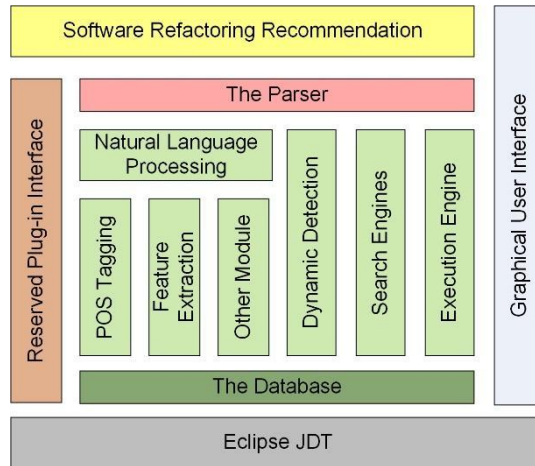 Software Refactoring Recommendation
Reserved Plug-in Interface
The Parser
Natural Language
Processing
POS Tagging
Feature
Extraction
Other Module
Dynamic Detection
Search Engines
Execution Engine
The Database
Graphical User Interface
Eclipse JDT